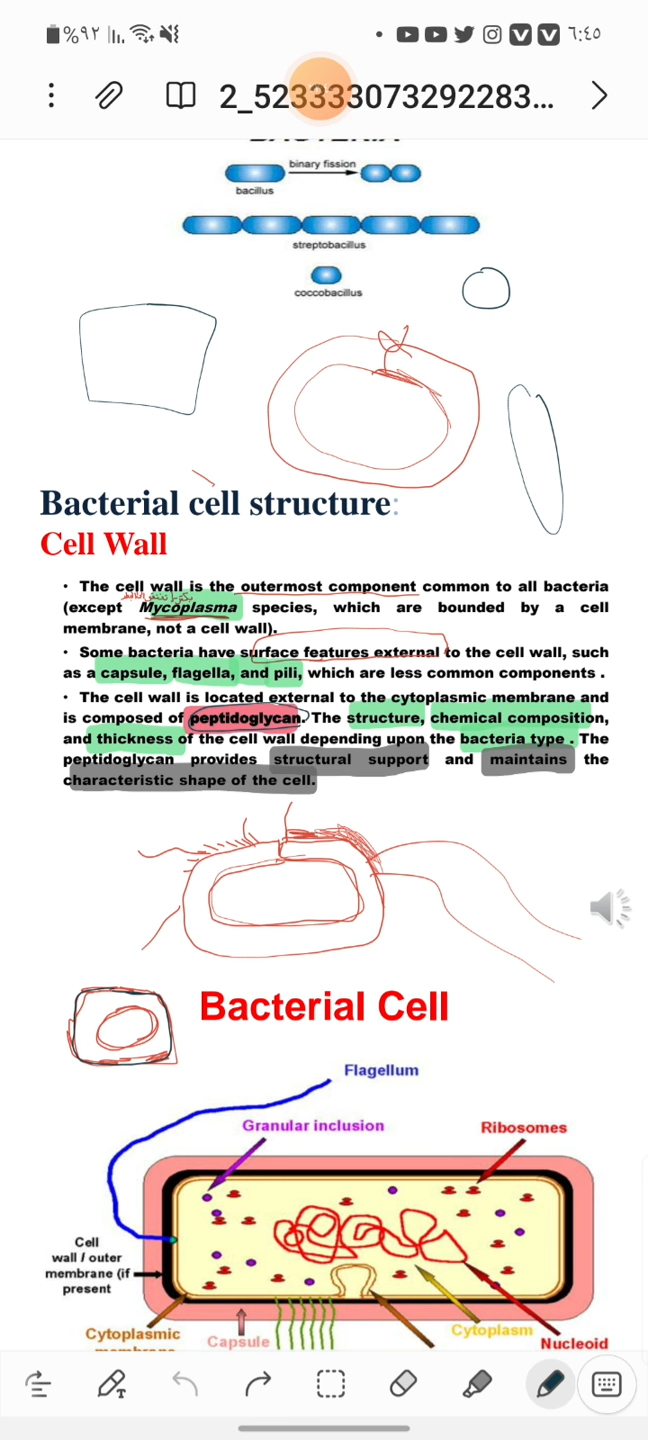 %٩٢
٦:٤٥
2_523333073292283...
binary fission
bacillus
streptobacillus
coccobacillus
Bacterial cell structure:
Cell Wall
· The cell wall is the outermost component common to all bacteria
(except Mycoplasma species, which are bounded by a cell
membrane, not a cell wall).
· Some bacteria have surface features external to the cell wall, such
as a capsule, flagella, and pili, which are less common components .
· The cell wall is located external to the cytoplasmic membrane and
is composed of peptidoglycan. The structure, chemical composition,
and thickness of the cell wall depending upon the bacteria type . The
peptidoglycan provides structural support and maintains the
characteristic shape of the cell.
Bacterial Cell
Flagellum
Granular inclusion
Ribosomes
Cell
wall / outer
membrane (if
present
Cytoplasmic
Capsule
Cytoplasm
Nucleoid